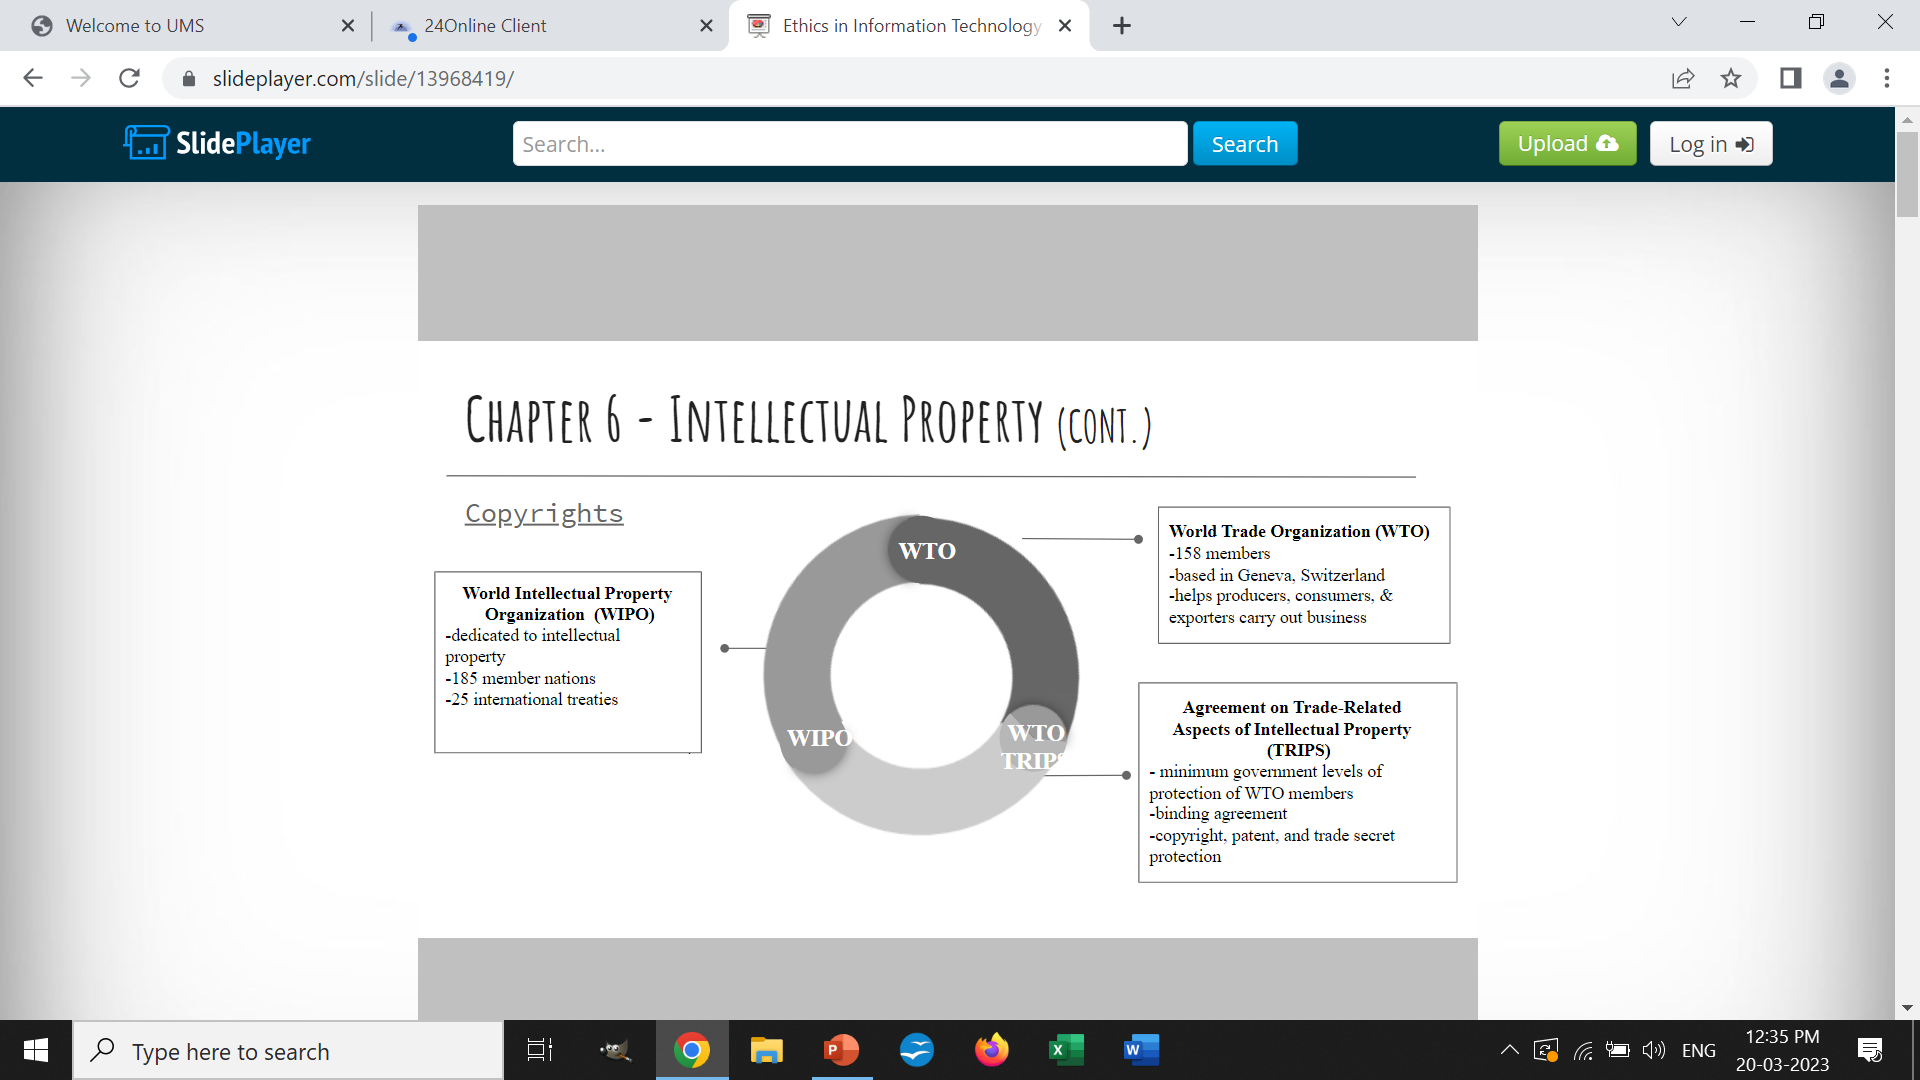 Welcome to UMS
24Online Client
Ethics in Information Technology
slideplayer.com/slide/13968419/
SlidePlayer
Search...
Search
Upload
Log in
Chapter 6 - Intellectual Property (cont.)
Copyrights
World Intellectual Property
Organization (WIPO)
-dedicated to intellectual
property
-185 member nations
-25 international treaties
WTO
WIPO
WTO
TRIPS
World Trade Organization (WTO)
-158 members
-based in Geneva, Switzerland
-helps producers, consumers, &
exporters carry out business
Agreement on Trade-Related
Aspects of Intellectual Property
(TRIPS)
- minimum government levels of
protection of WTO members
-binding agreement
-copyright, patent, and trade secret
protection
Type here to search
ENG
12:35 PM
20-03-2023